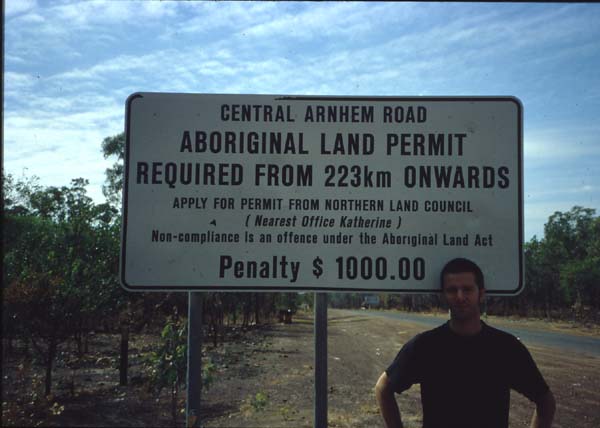 CENTRAL ARNHEM ROAD
ABORIGINAL LAND PERMIT
REQUIRED FROM 223km ONWARDS
APPLY FOR PERMIT FROM NORTHERN LAND COUNCIL
( Nearest Office Katherine )
Non-compliance is an offence under the Aboriginal Land Act
Penalty $ 1000.00